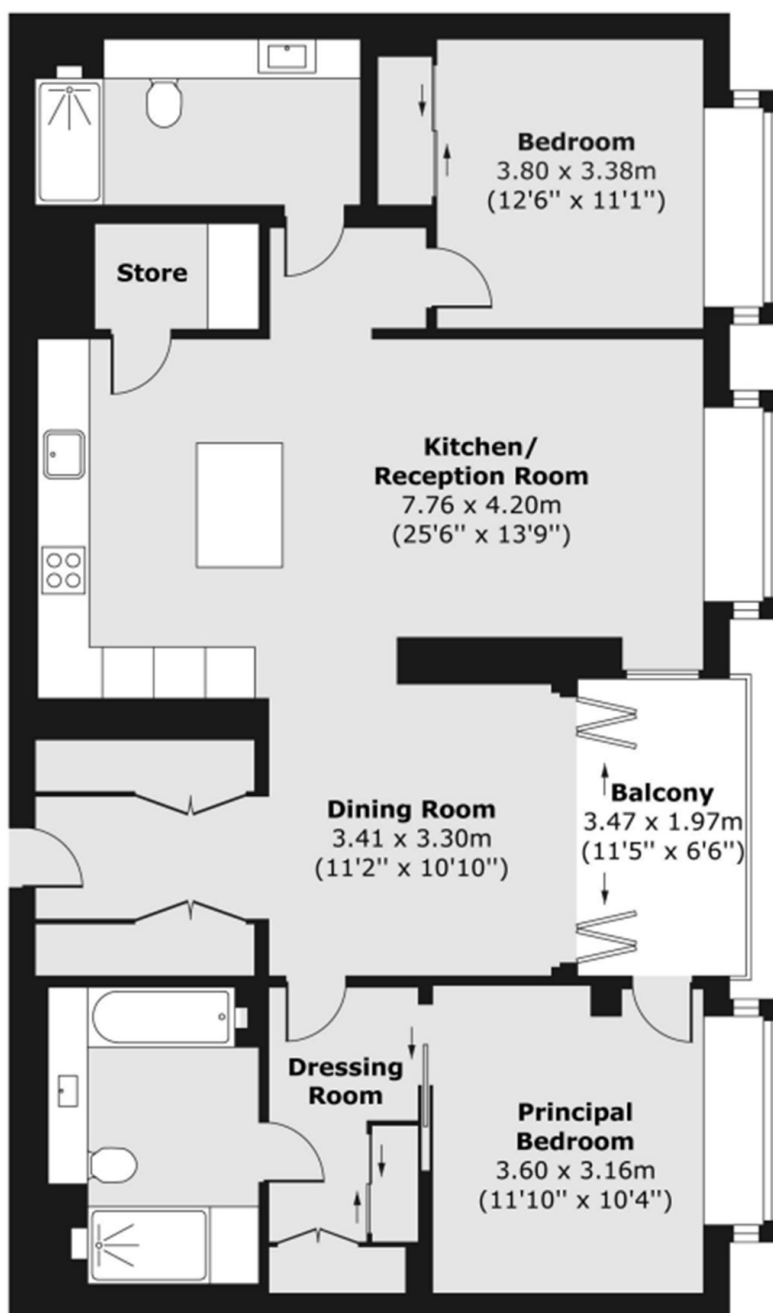 Bedroom
3.80 x 3.38m
(12'6" x 11'1")
Store
Kitchen/
Reception Room
7.76 x 4.20m
(25'6" x 13'9")
Dining Room
3.41 x 3.30m
(11'2" x 10'10")
Balcony
3.47 x 1.97m
(11'5" x 6'6")
Dressing
Room
Principal
Bedroom
3.60 x 3.16m
(11'10" x 10'4")